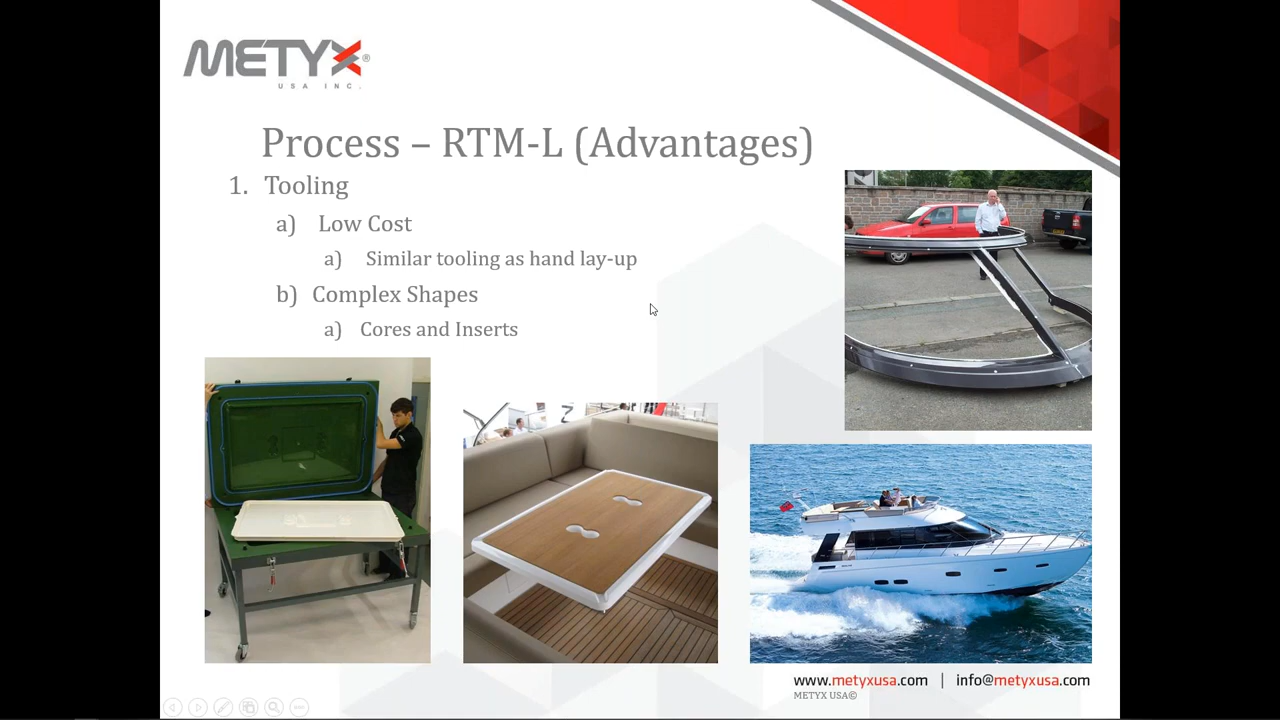 METYX®
USA INC.
Process – RTM-L (Advantages)
1. Tooling
a) Low Cost
a) Similar tooling as hand lay-up
b) Complex Shapes
a) Cores and Inserts
www.metyxusa.com | info@metyxusa.com
METYX USA©